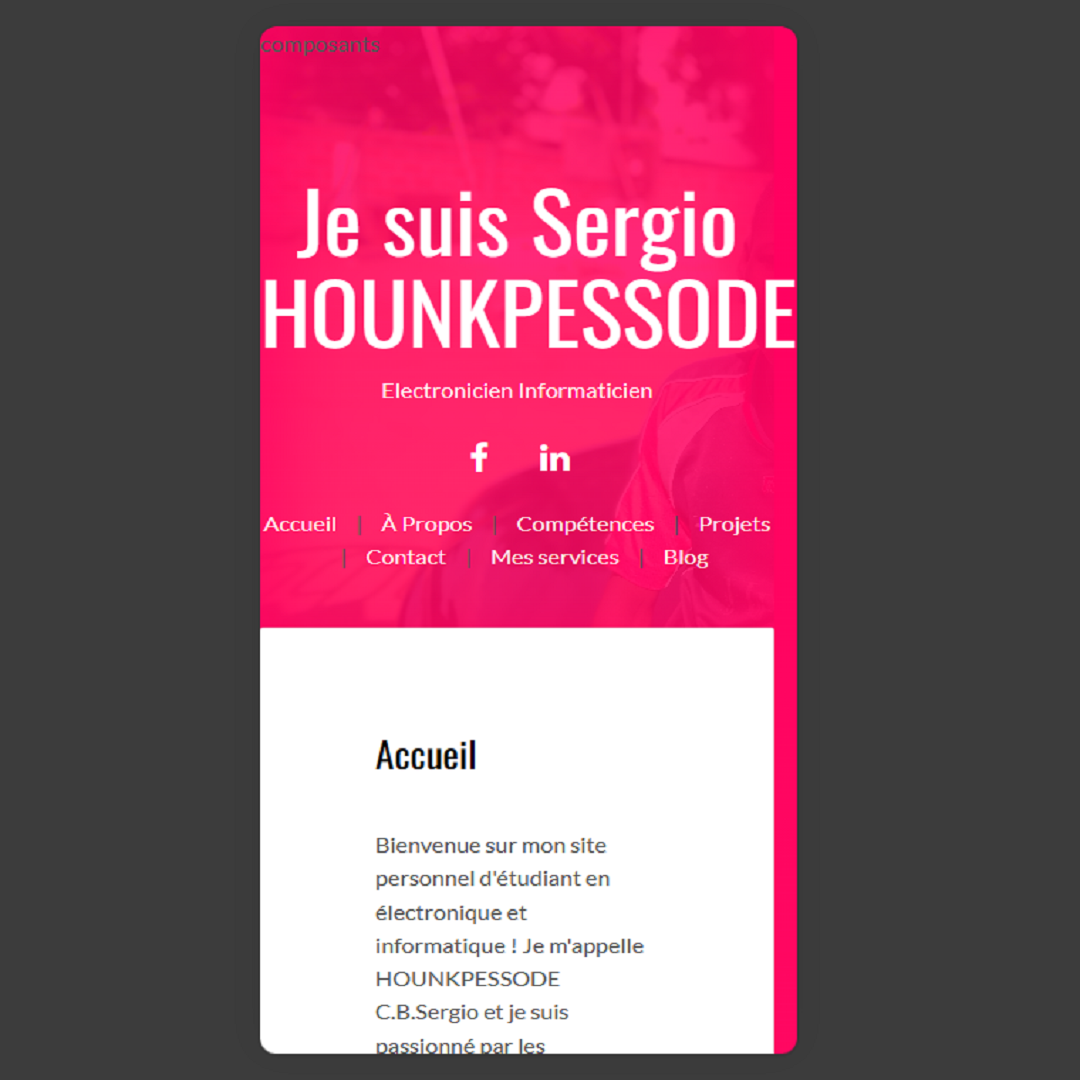 composants
Je suis Sergio
HOUNKPESSODE
Electronicien Informaticien
f in
Accueil | À Propos | Compétences | Projets
| Contact | Mes services | Blog
Accueil
Bienvenue sur mon site
personnel d'étudiant en
électronique et
informatique ! Je m'appelle
HOUNKPESSODE
C.B.Sergio et je suis
passionné par les